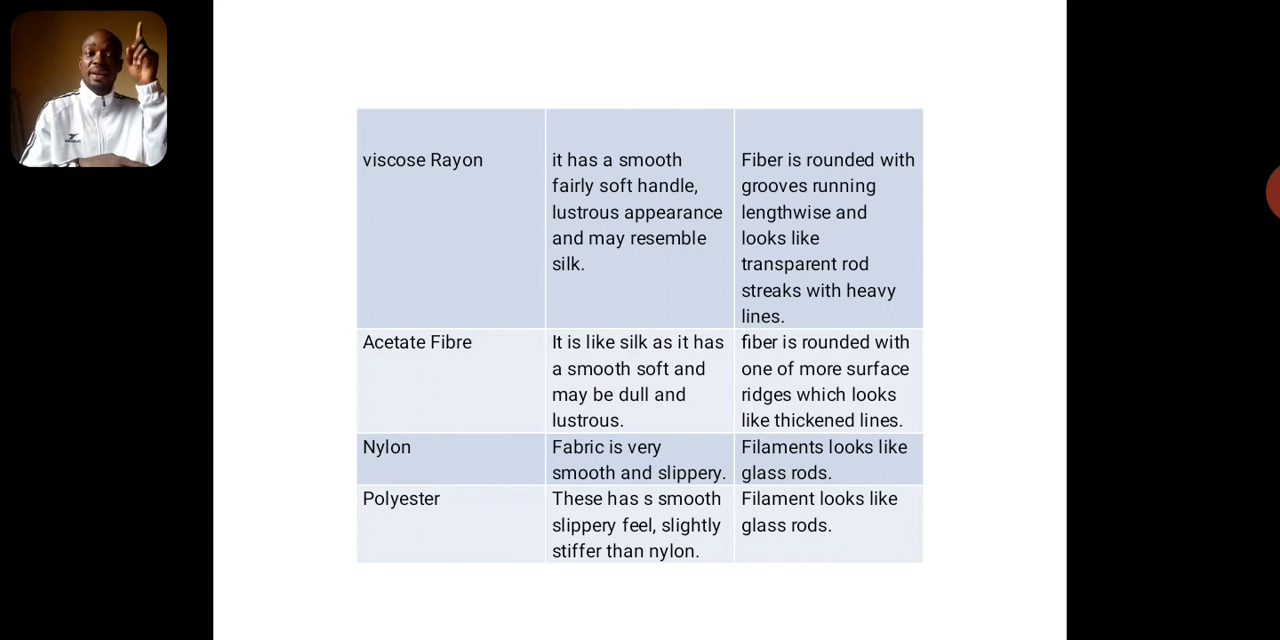 viscose Rayon
it has a smooth
fairly soft handle,
lustrous appearance
and may resemble
silk.
Fiber is rounded with
grooves running
lengthwise and
looks like
transparent rod
streaks with heavy
lines.
Acetate Fibre
It is like silk as it has
a smooth soft and
may be dull and
lustrous.
fiber is rounded with
one of more surface
ridges which looks
like thickened lines.
Nylon
Fabric is very
smooth and slippery.
Filaments looks like
glass rods.
Polyester
These has s smooth
slippery feel, slightly
stiffer than nylon.
Filament looks like
glass rods.